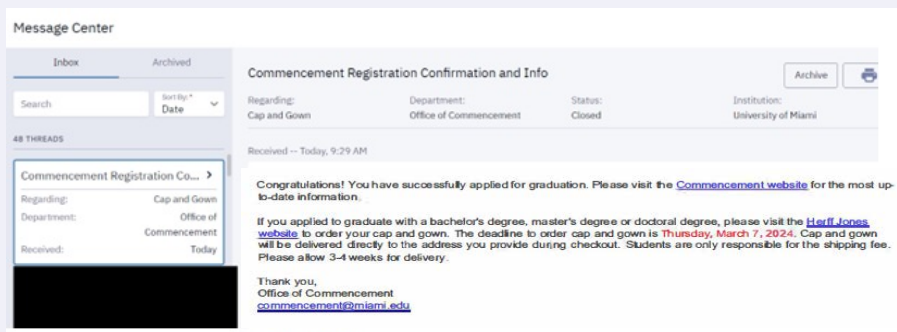 Message Center
Inbox
Archived
Search
Sort By:*
Date
48 THREADS
Commencement Registration Co...
Regarding:
Cap and Gown
Department:
Office of
Commencement
Received:
Today
Commencement Registration Confirmation and Info
Archive
Regarding:
Department:
Status:
Institution:
Cap and Gown
Office of Commencement
Closed
University of Miami
Received -- Today, 9:29 AM
Congratulations! You have successfully applied for graduation. Please visit the Commencement website for the most up-
to-date information.
If you applied to graduate with a bachelor's degree, master's degree or doctoral degree, please visit the Herff Jones
website to order your cap and gown. The deadline to order cap and gown is Thursday, March 7, 2024. Cap and gown
will be delivered directly to the address you provide during checkout. Students are only responsible for the shipping fee.
Please allow 3-4 weeks for delivery.
Thank you,
Office of Commencement
commencement@miami.edu